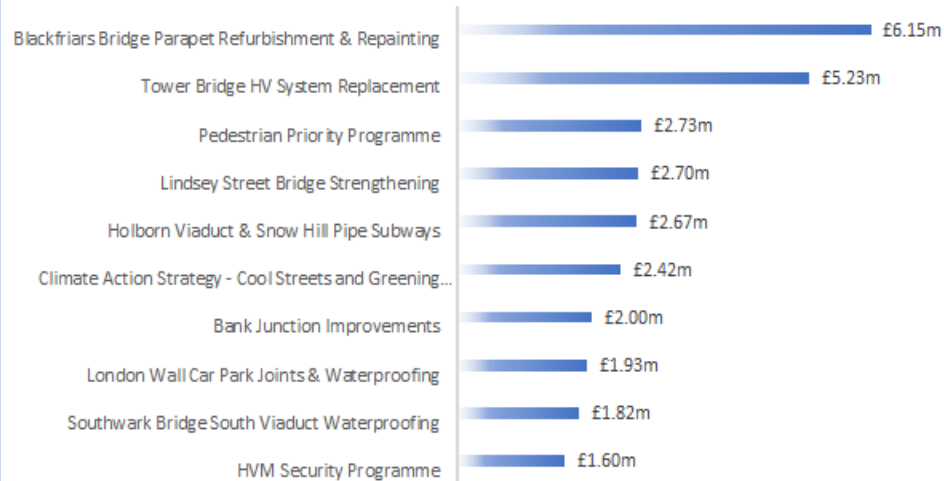 Blackfriars Bridge Parapet Refurbishment & Repainting £6.15m
Tower Bridge HV System Replacement £5.23m
Pedestrian Priority Programme £2.73m
Lindsey Street Bridge Strengthening £2.70m
Holborn Viaduct & Snow Hill Pipe Subways £2.67m
Climate Action Strategy - Cool Streets and Greening... £2.42m
Bank Junction Improvements £2.00m
London Wall Car Park Joints & Waterproofing £1.93m
Southwark Bridge South Viaduct Waterproofing £1.82m
HVM Security Programme £1.60m